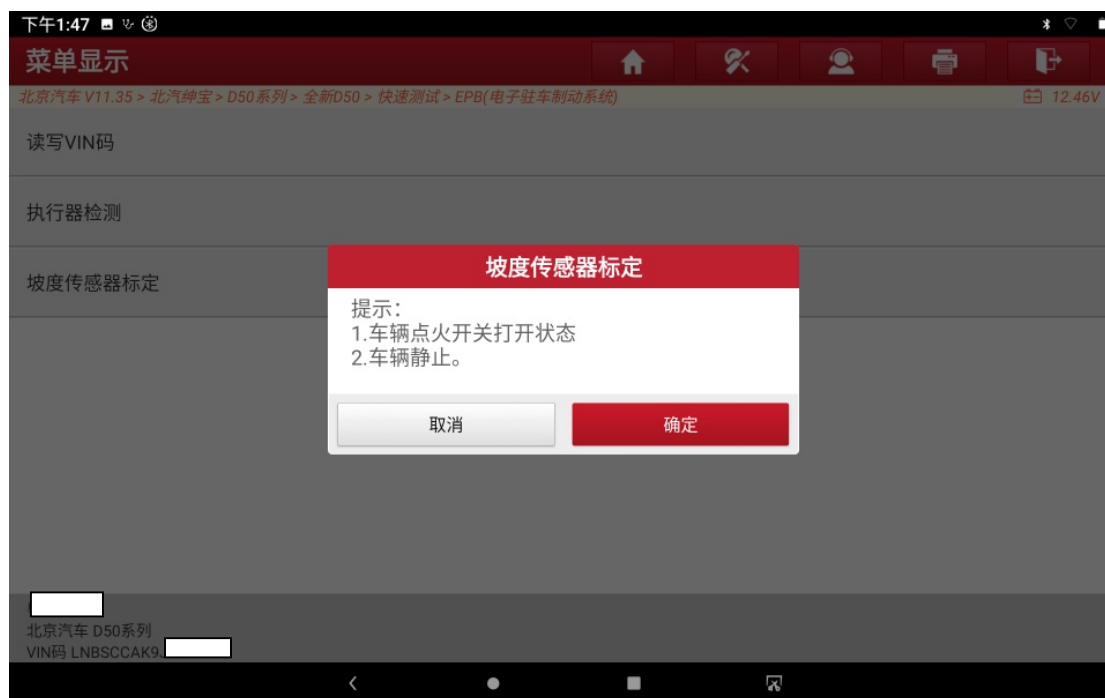 下午1:47
菜单显示
北京汽车 V11.35 > 北汽绅宝 > D50系列 > 全新D50 > 快速测试 > EPB(电子驻车制动系统)
12.46V
读写VIN码
执行器检测
坡度传感器标定
坡度传感器标定
提示：
1.车辆点火开关打开状态
2.车辆静止。
取消
确定
北京汽车 D50系列
VIN码 LNBSCCAK9